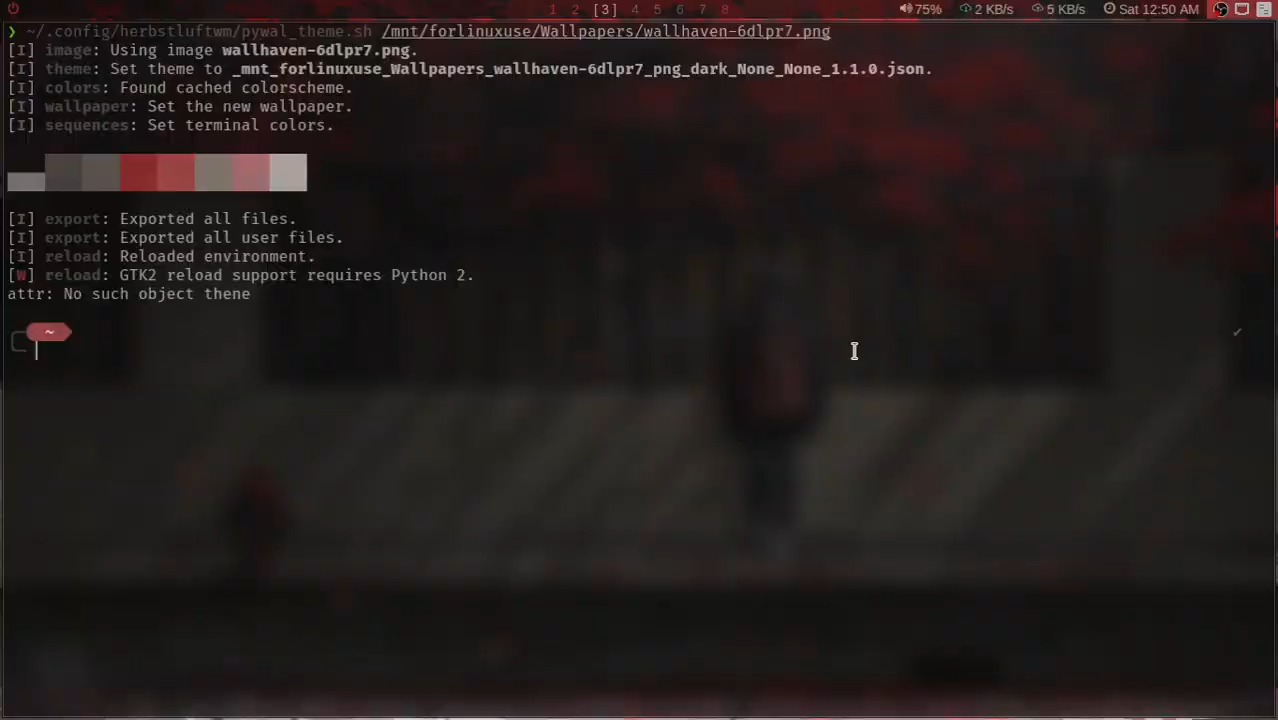 1 2 [3] 4 5 6 7 8 75% 2 KB/s 5 KB/s Sat 12:50 AM
❯ ~/.config/herbstluftwm/pywal_theme.sh /mnt/forlinuxuse/Wallpapers/wallhaven-6dlpr7.png
[I] image: Using image wallhaven-6dlpr7.png.
[I] theme: Set theme to _mnt_forlinuxuse_Wallpapers_wallhaven-6dlpr7_png_dark_None_None_1.1.0.json.
[I] colors: Found cached colorscheme.
[I] wallpaper: Set the new wallpaper.
[I] sequences: Set terminal colors.
[I] export: Exported all files.
[I] export: Exported all user files.
[I] reload: Reloaded environment.
[W] reload: GTK2 reload support requires Python 2.
attr: No such object thene
~ ✔